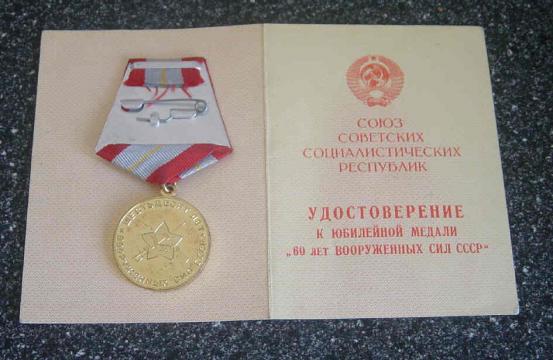 СОЮЗ
СОВЕТСКИХ
СОЦИАЛИСТИЧЕСКИХ
РЕСПУБЛИК
УДОСТОВЕРЕНИЕ
К ЮБИЛЕЙНОЙ МЕДАЛИ
„60 лет ВООРУЖЕННЫХ СИЛ СССР“